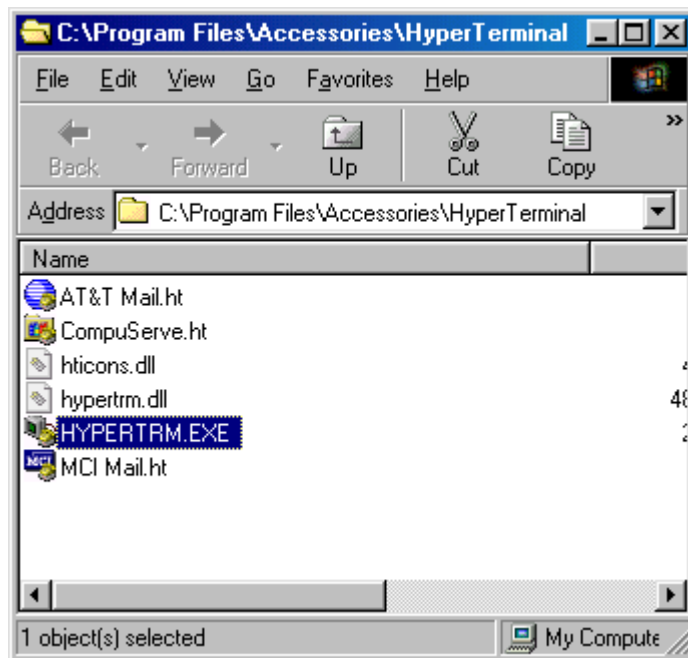 C:\Program Files\Accessories\HyperTerminal
File Edit View Go Favorites Help
Back Forward Up Cut Copy »
Address C:\Program Files\Accessories\HyperTerminal
Name
AT&T Mail.ht
CompuServe.ht
hticons.dll
hypertrm.dll 48
HYPERTRM.EXE 2
MCI Mail.ht
1 object(s) selected My Compute